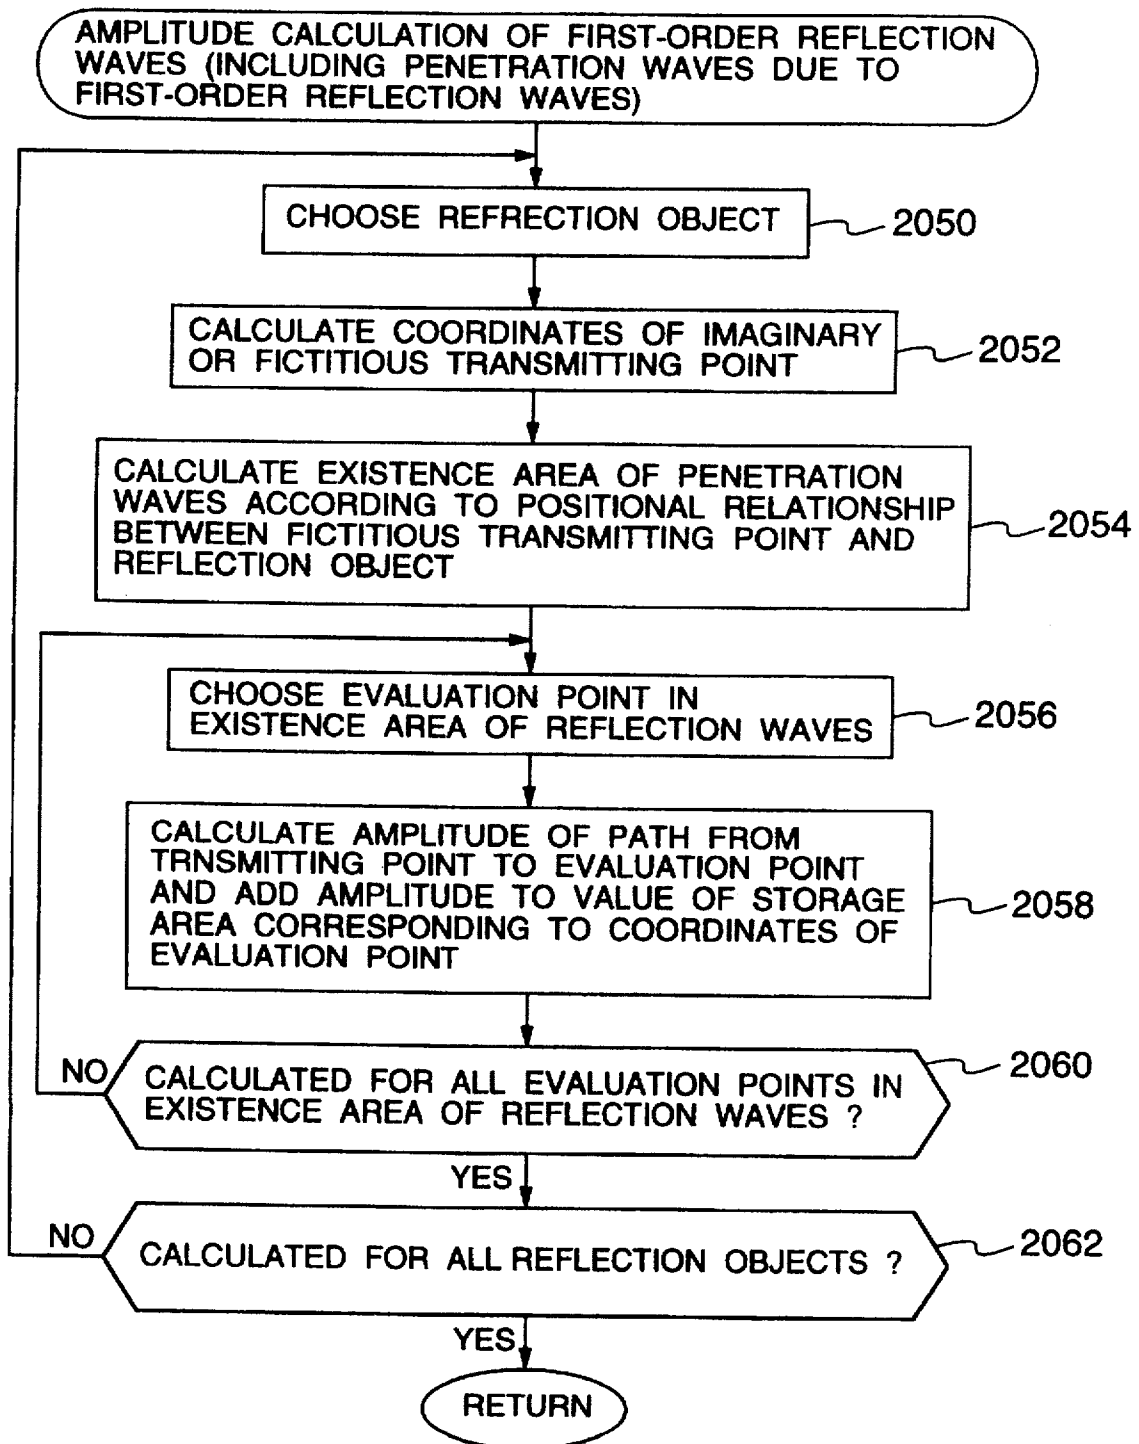 AMPLITUDE CALCULATION OF FIRST-ORDER REFLECTION
WAVES (INCLUDING PENETRATION WAVES DUE TO
FIRST-ORDER REFLECTION WAVES)
CHOOSE REFRECTION OBJECT
2050
CALCULATE COORDINATES OF IMAGINARY
OR FICTITIOUS TRANSMITTING POINT
2052
CALCULATE EXISTENCE AREA OF PENETRATION
WAVES ACCORDING TO POSITIONAL RELATIONSHIP
BETWEEN FICTITIOUS TRANSMITTING POINT AND
REFLECTION OBJECT
2054
CHOOSE EVALUATION POINT IN
EXISTENCE AREA OF REFLECTION WAVES
2056
CALCULATE AMPLITUDE OF PATH FROM
TRNSMITTING POINT TO EVALUATION POINT
AND ADD AMPLITUDE TO VALUE OF STORAGE
AREA CORRESPONDING TO COORDINATES OF
EVALUATION POINT
2058
NO
CALCULATED FOR ALL EVALUATION POINTS IN
EXISTENCE AREA OF REFLECTION WAVES ?
2060
YES
NO
CALCULATED FOR ALL REFLECTION OBJECTS ?
2062
YES
RETURN